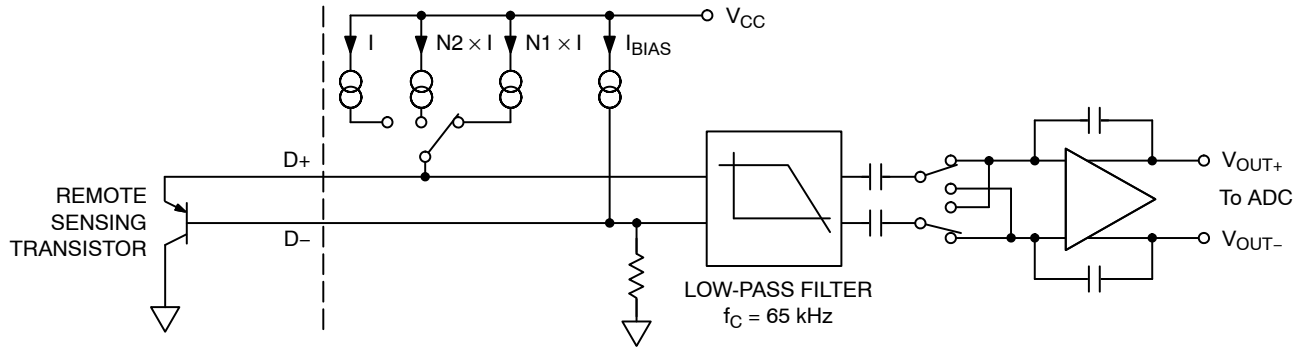 V_CC
I
N2 × I
N1 × I
I_BIAS
D+
REMOTE
SENSING
TRANSISTOR
D−
LOW-PASS FILTER
f_C = 65 kHz
V_OUT+
To ADC
V_OUT−